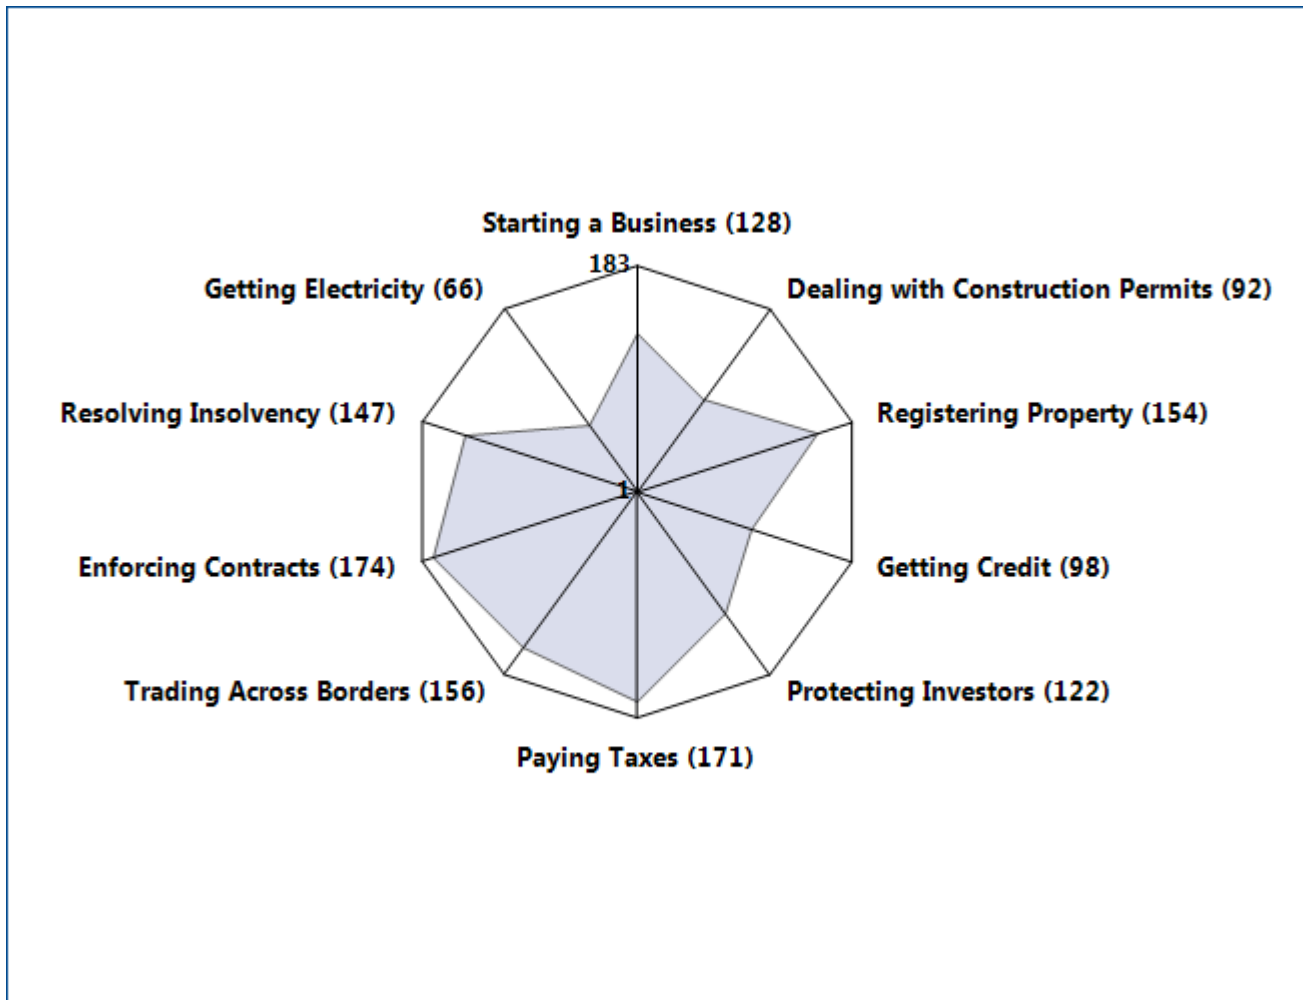 Starting a Business (128)
183
Getting Electricity (66)
Dealing with Construction Permits (92)
Resolving Insolvency (147)
Registering Property (154)
1
Enforcing Contracts (174)
Getting Credit (98)
Trading Across Borders (156)
Protecting Investors (122)
Paying Taxes (171)